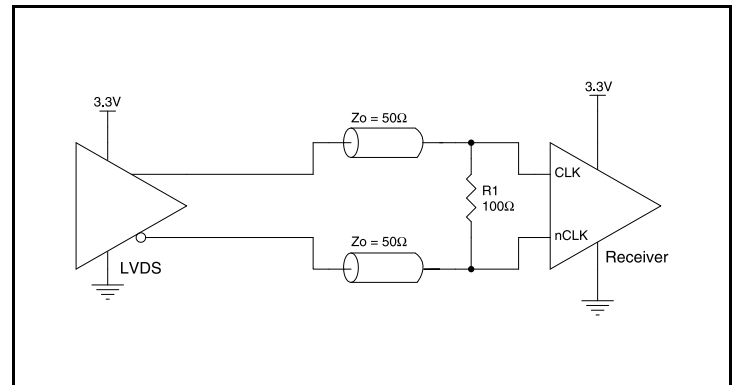 3.3V
3.3V
Zo = 50Ω
CLK
R1
100Ω
nCLK
Zo = 50Ω
LVDS
Receiver